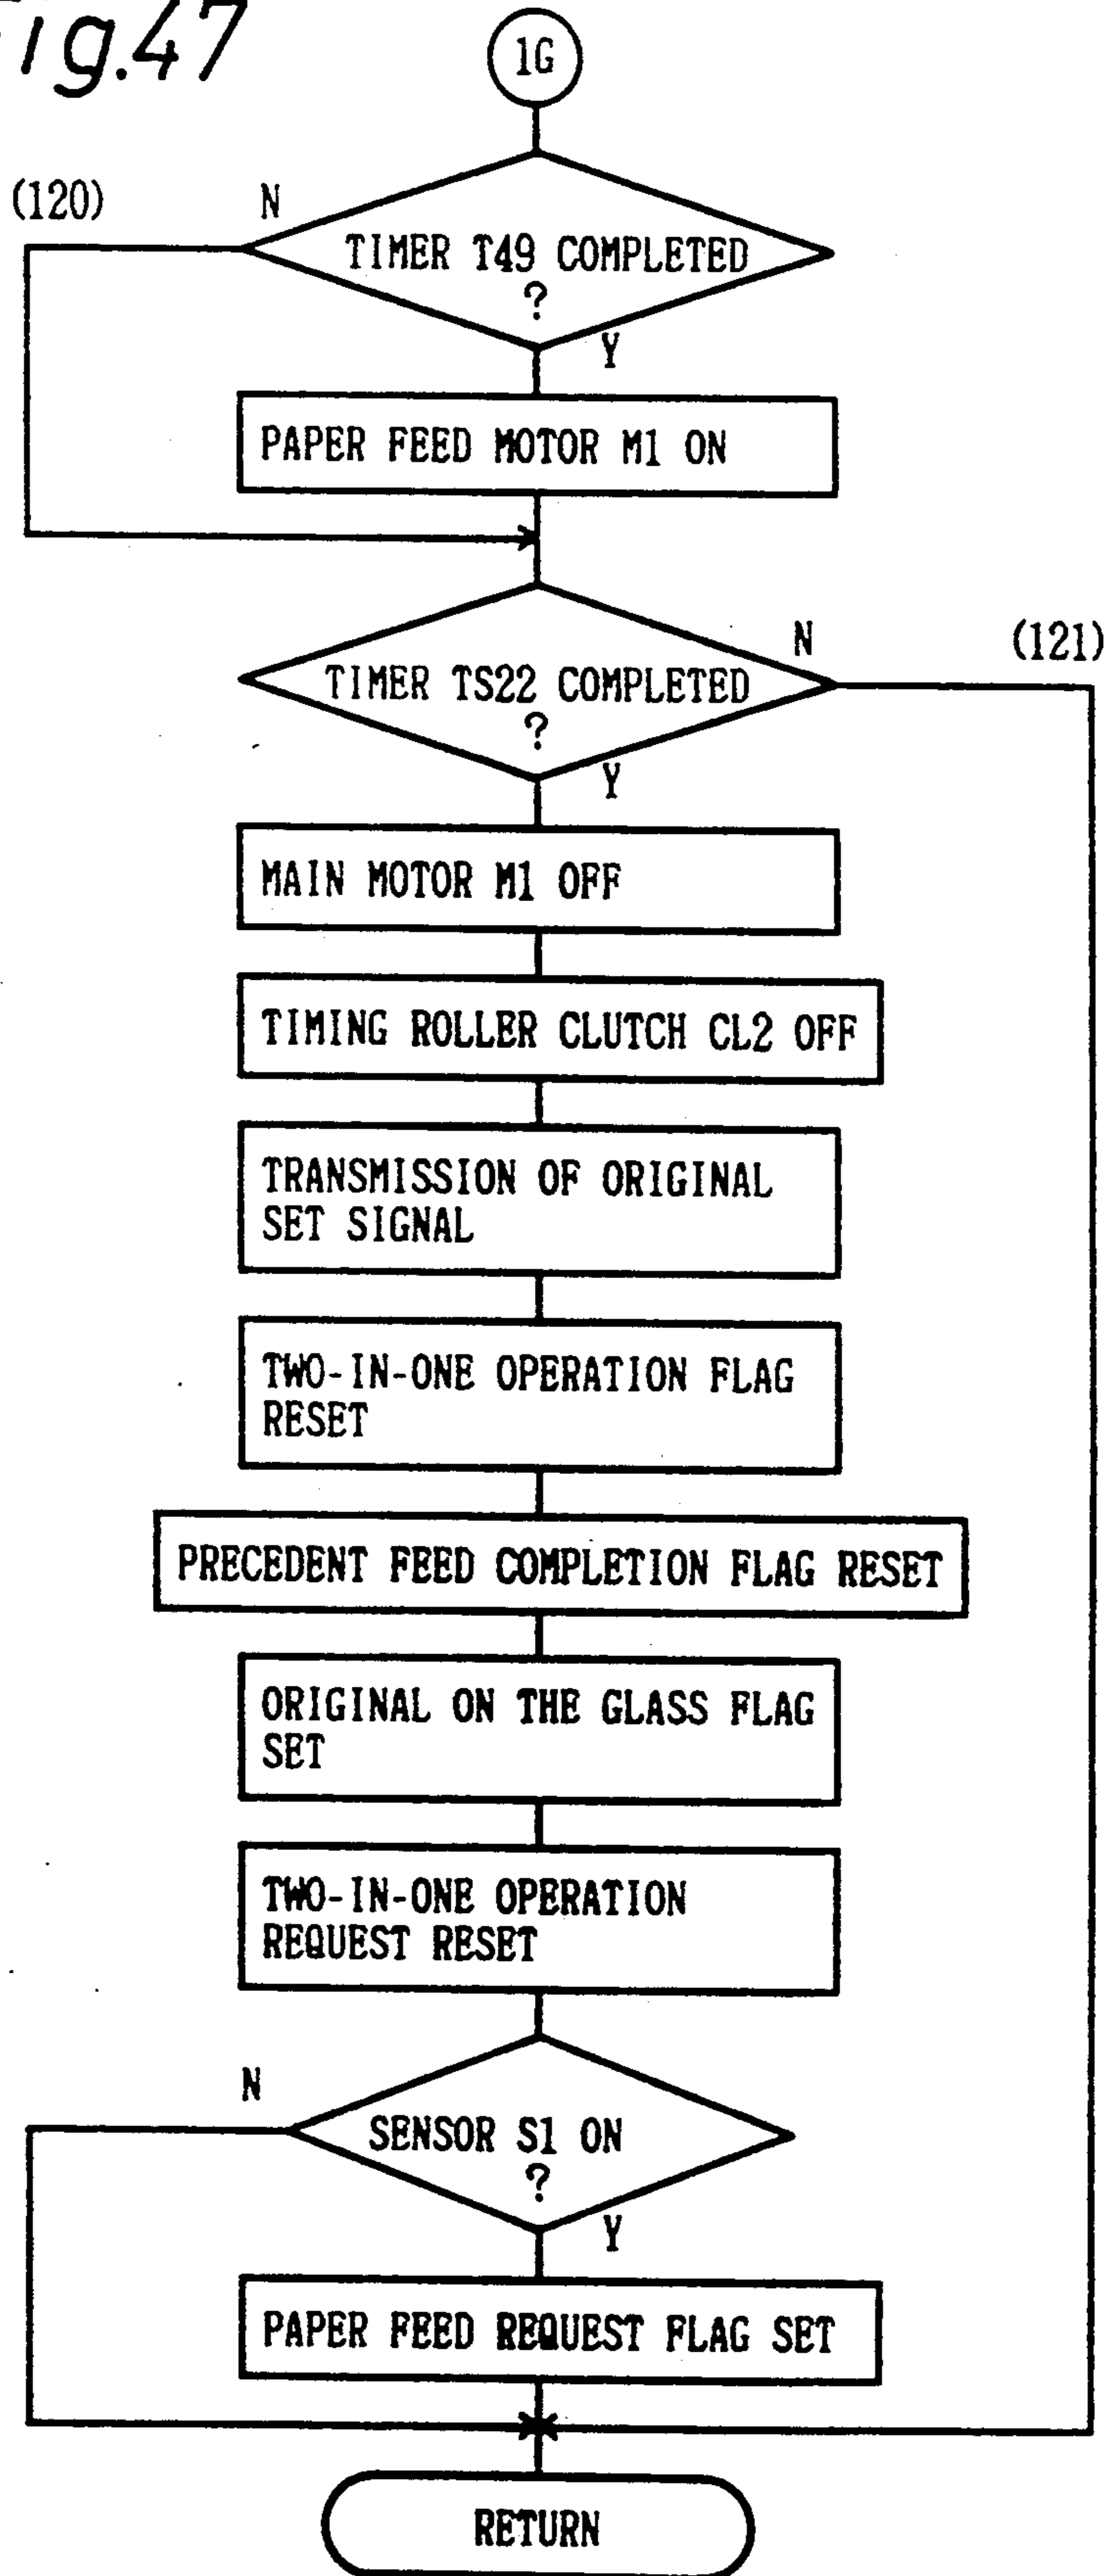 Fig.47
1G
(120)
N
TIMER T49 COMPLETED
?
Y
PAPER FEED MOTOR M1 ON
N
(121)
TIMER TS22 COMPLETED
?
Y
MAIN MOTOR M1 OFF
TIMING ROLLER CLUTCH CL2 OFF
TRANSMISSION OF ORIGINAL
SET SIGNAL
TWO-IN-ONE OPERATION FLAG
RESET
PRECEDENT FEED COMPLETION FLAG RESET
ORIGINAL ON THE GLASS FLAG
SET
TWO-IN-ONE OPERATION
REQUEST RESET
N
SENSOR S1 ON
?
Y
PAPER FEED REQUEST FLAG SET
RETURN